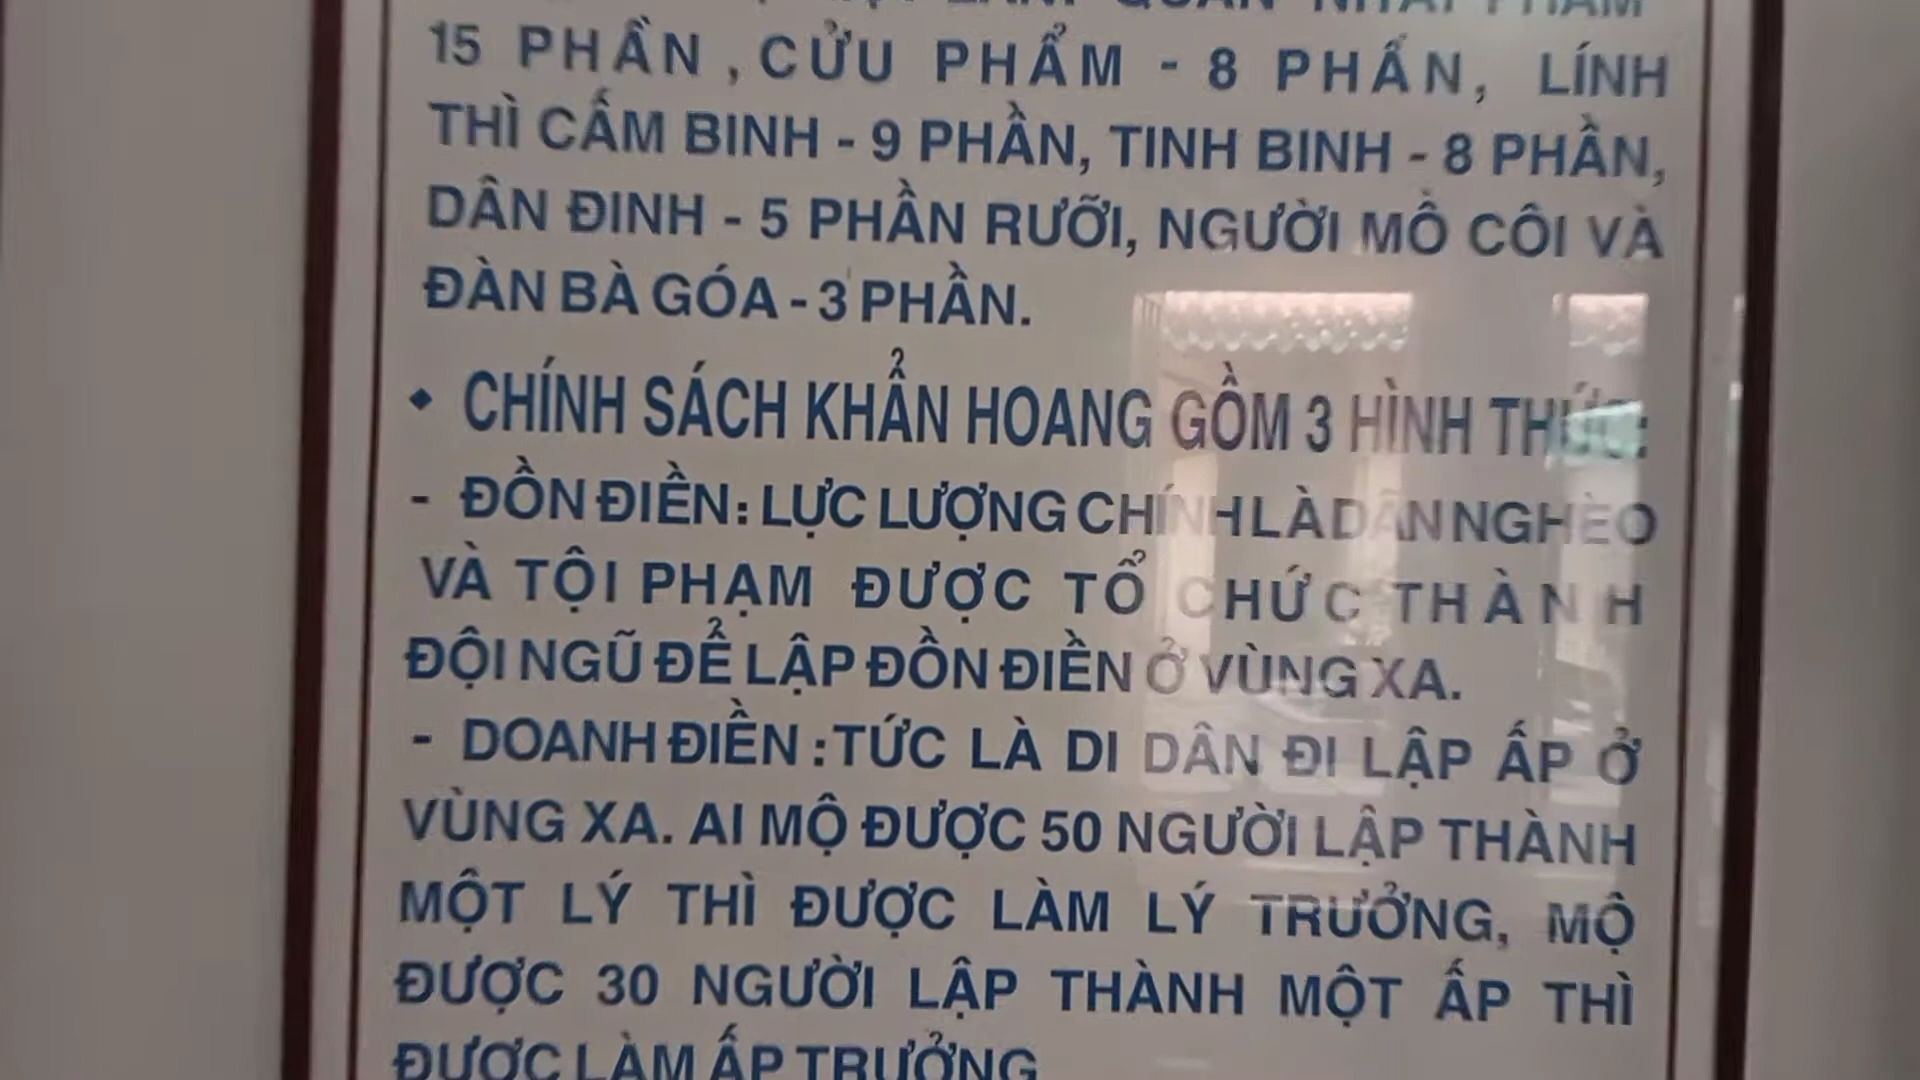 QUAN NHẤT PHẨM
15 PHẦN , CỬU PHẨM - 8 PHẨN, LÍNH
THÌ CẤM BINH - 9 PHẦN, TINH BINH - 8 PHẦN,
DÂN ĐINH - 5 PHẦN RƯỠI, NGƯỜI MỒ CÔI VÀ
ĐÀN BÀ GÓA - 3 PHẦN.
• CHÍNH SÁCH KHẨN HOANG GỒM 3 HÌNH THỨC:
- ĐỒN ĐIỀN: LỰC LƯỢNG CHÍNH LÀ DÂN NGHÈO
VÀ TỘI PHẠM ĐƯỢC TỔ CHỨC THÀNH
ĐỘI NGŨ ĐỂ LẬP ĐỒN ĐIỀN Ở VÙNG XA.
- DOANH ĐIỀN : TỨC LÀ DI DÂN ĐI LẬP ẤP Ở
VÙNG XA. AI MỘ ĐƯỢC 50 NGƯỜI LẬP THÀNH
MỘT LÝ THÌ ĐƯỢC LÀM LÝ TRƯỞNG, MỘ
ĐƯỢC 30 NGƯỜI LẬP THÀNH MỘT ẤP THÌ
ĐƯỢC LÀM ẤP TRƯỞNG